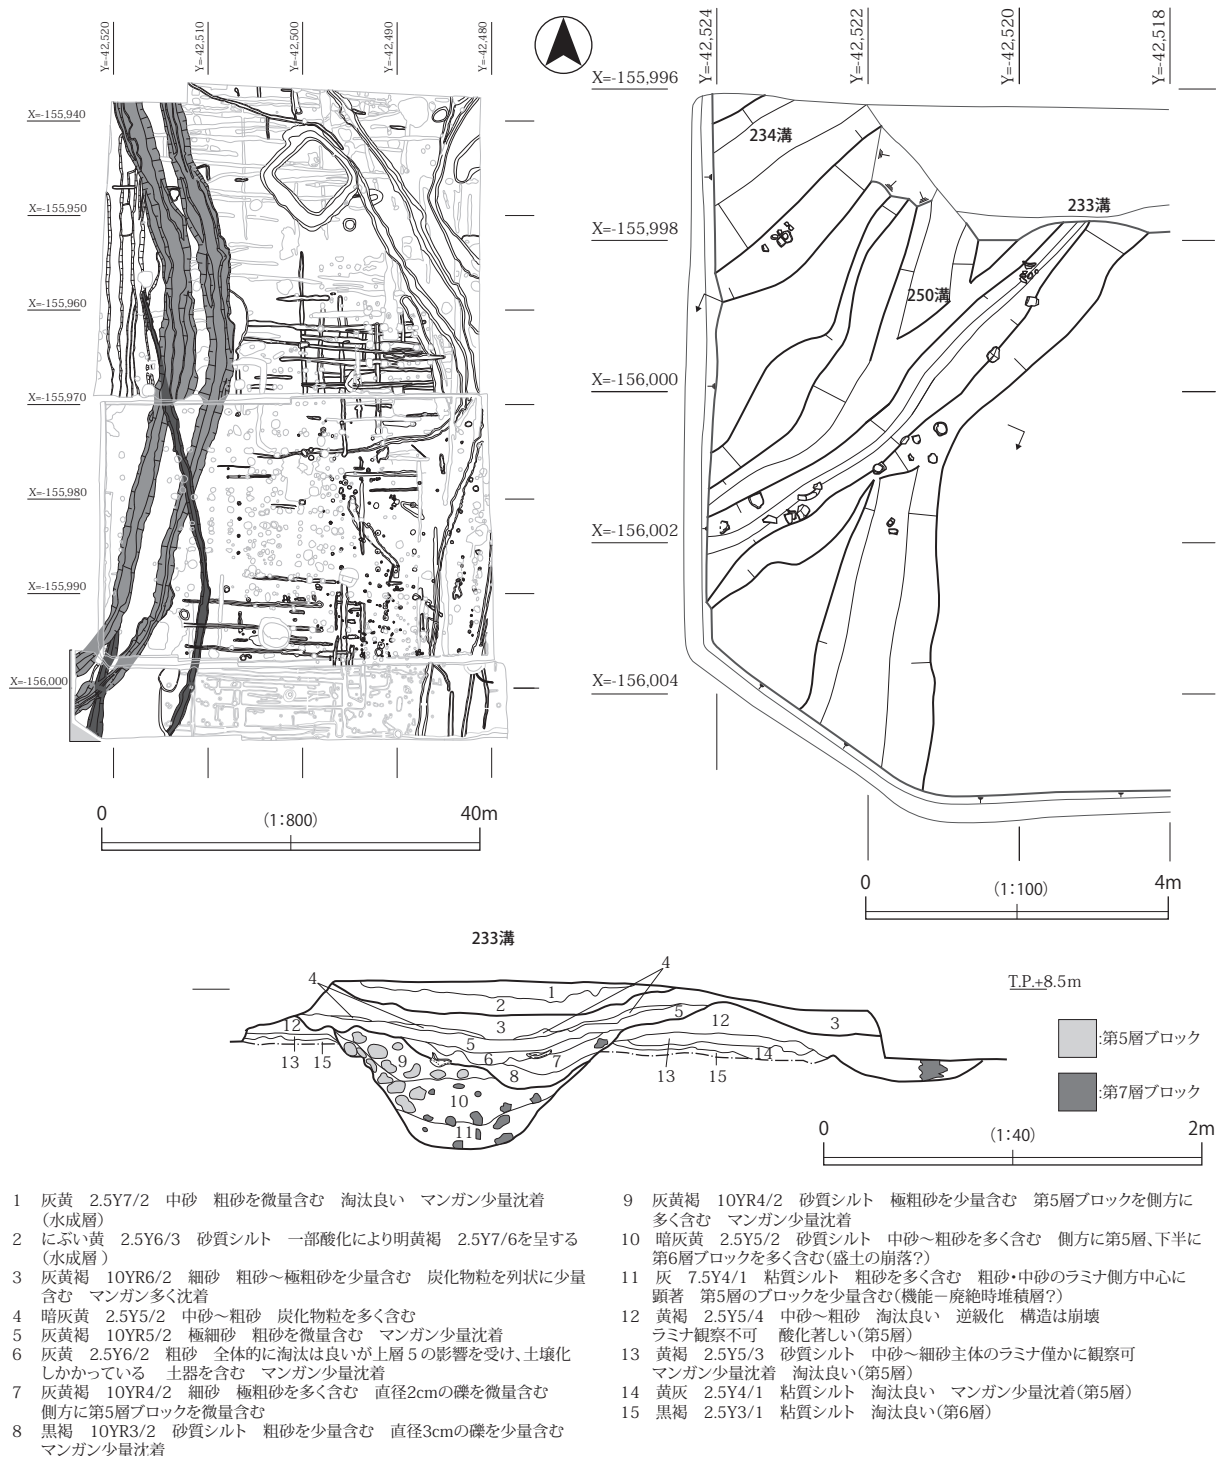 Y=-42,520
Y=-42,510
Y=-42,500
Y=-42,490
Y=-42,480
X=-155,940
X=-155,950
X=-155,960
X=-155,970
X=-155,980
X=-155,990
X=-156,000
0 (1:800) 40m
Y=-42,524
Y=-42,522
Y=-42,520
Y=-42,518
X=-155,996
X=-155,998
X=-156,000
X=-156,002
X=-156,004
234溝
233溝
250溝
0 (1:100) 4m
233溝
4
4
1
2
3
5
5
12
12
3
13
15
9
6
7
8
10
11
13
15
14
T.P.+8.5m
:第5層ブロック
:第7層ブロック
0 (1:40) 2m
1 灰黄 2.5Y7/2 中砂 粗砂を微量含む 淘汰良い マンガン少量沈着
(水成層)
2 にぶい黄 2.5Y6/3 砂質シルト 一部酸化により明黄褐 2.5Y7/6を呈する
(水成層)
3 灰黄褐 10YR6/2 細砂 粗砂〜極粗砂を少量含む 炭化物粒を列状に少量
含む マンガン多く沈着
4 暗灰黄 2.5Y5/2 中砂〜粗砂 炭化物粒を多く含む
5 灰黄褐 10YR5/2 極細砂 粗砂を微量含む マンガン少量沈着
6 灰黄 2.5Y6/2 粗砂 全体的に淘汰は良いが上層5の影響を受け、土壌化
しかかっている 土器を含む マンガン少量沈着
7 灰黄褐 10YR4/2 細砂 極粗砂を多く含む 直径2cmの礫を微量含む
側方に第5層ブロックを微量含む
8 黒褐 10YR3/2 砂質シルト 粗砂を少量含む 直径3cmの礫を少量含む
マンガン少量沈着
9 灰黄褐 10YR4/2 砂質シルト 極粗砂を少量含む 第5層ブロックを側方に
多く含む マンガン少量沈着
10 暗灰黄 2.5Y5/2 砂質シルト 中砂〜粗砂を多く含む 側方に第5層、下半に
第6層ブロックを多く含む(盛土の崩落?)
11 灰 7.5Y4/1 粘質シルト 粗砂を多く含む 粗砂・中砂のラミナ側方中心に
顕著 第5層のブロックを少量含む(機能−廃絶時堆積層?)
12 黄褐 2.5Y5/4 中砂〜粗砂 淘汰良い 逆級化 構造は崩壊
ラミナ観察不可 酸化著しい(第5層)
13 黄褐 2.5Y5/3 砂質シルト 中砂〜細砂主体のラミナ僅かに観察可
マンガン少量沈着 淘汰良い(第5層)
14 黄灰 2.5Y4/1 粘質シルト 淘汰良い マンガン少量沈着(第5層)
15 黒褐 2.5Y3/1 粘質シルト 淘汰良い(第6層)